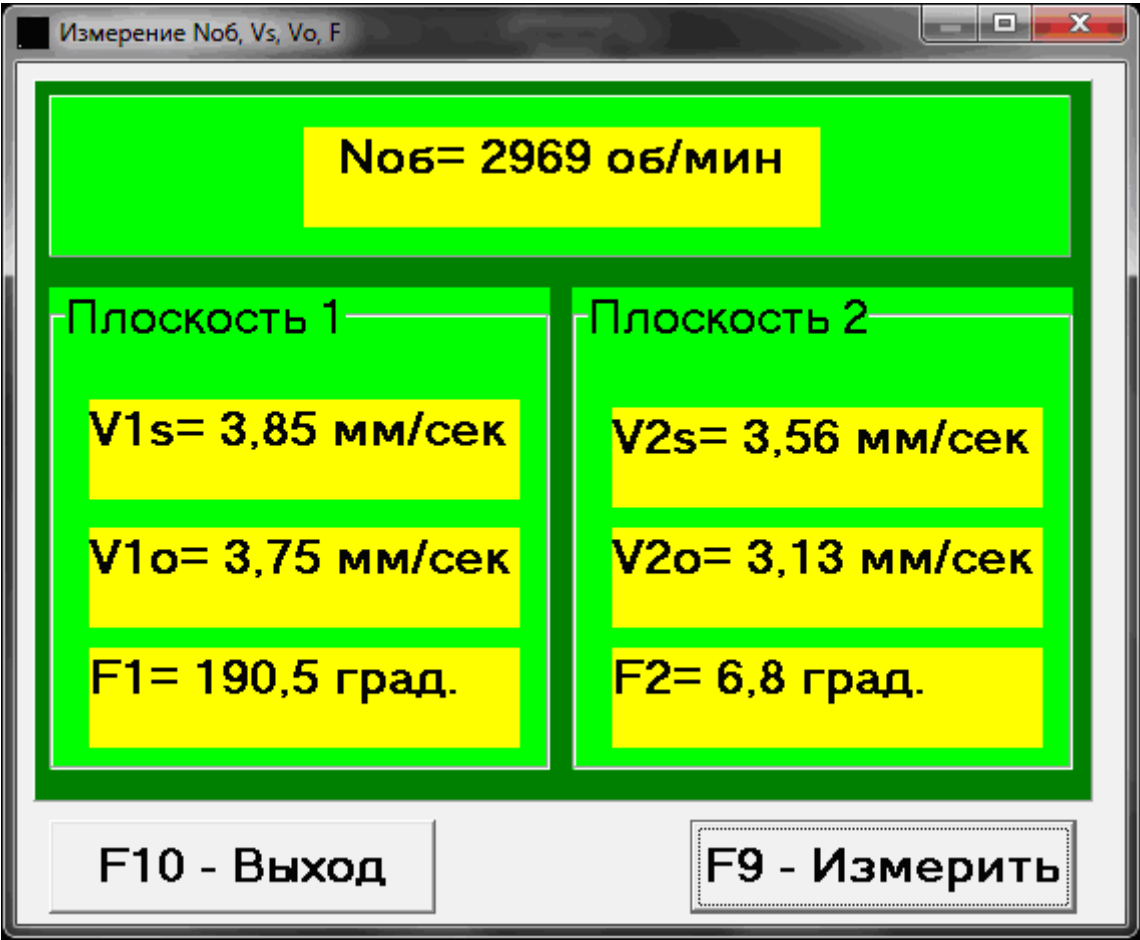 Измерение Nоб, Vs, Vo, F
Nоб= 2969 об/мин
Плоскость 1
V1s= 3,85 мм/сек
V1o= 3,75 мм/сек
F1= 190,5 град.
Плоскость 2
V2s= 3,56 мм/сек
V2o= 3,13 мм/сек
F2= 6,8 град.
F10 - Выход
F9 - Измерить